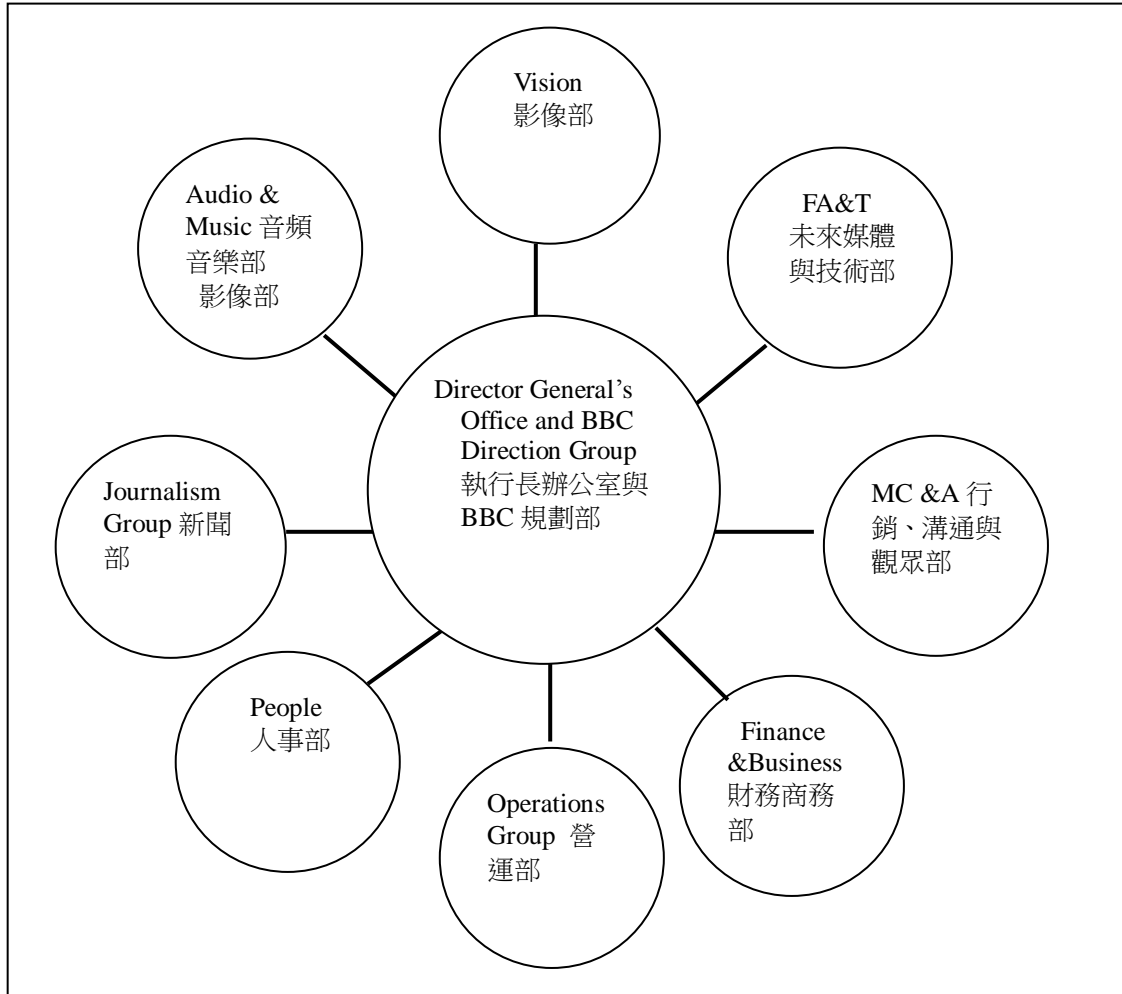 Vision
影像部
Audio &
Music 音頻
音樂部
影像部
FA&T
未來媒體
與技術部
Director General’s
Office and BBC
Direction Group
執行長辦公室與
BBC 規劃部
Journalism
Group 新聞
部
MC &A 行
銷、溝通與
觀眾部
People
人事部
Finance
&Business
財務商務
部
Operations
Group 營
運部